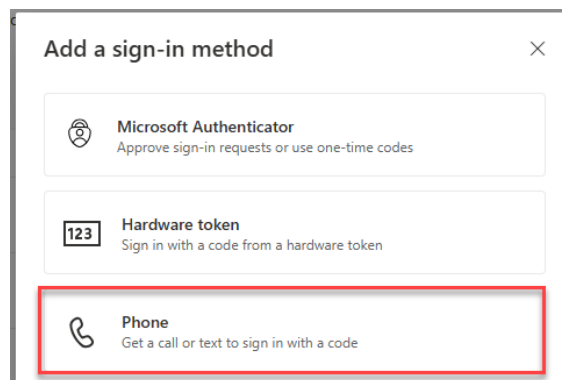 Add a sign-in method
Microsoft Authenticator
Approve sign-in requests or use one-time codes
123
Hardware token
Sign in with a code from a hardware token
Phone
Get a call or text to sign in with a code